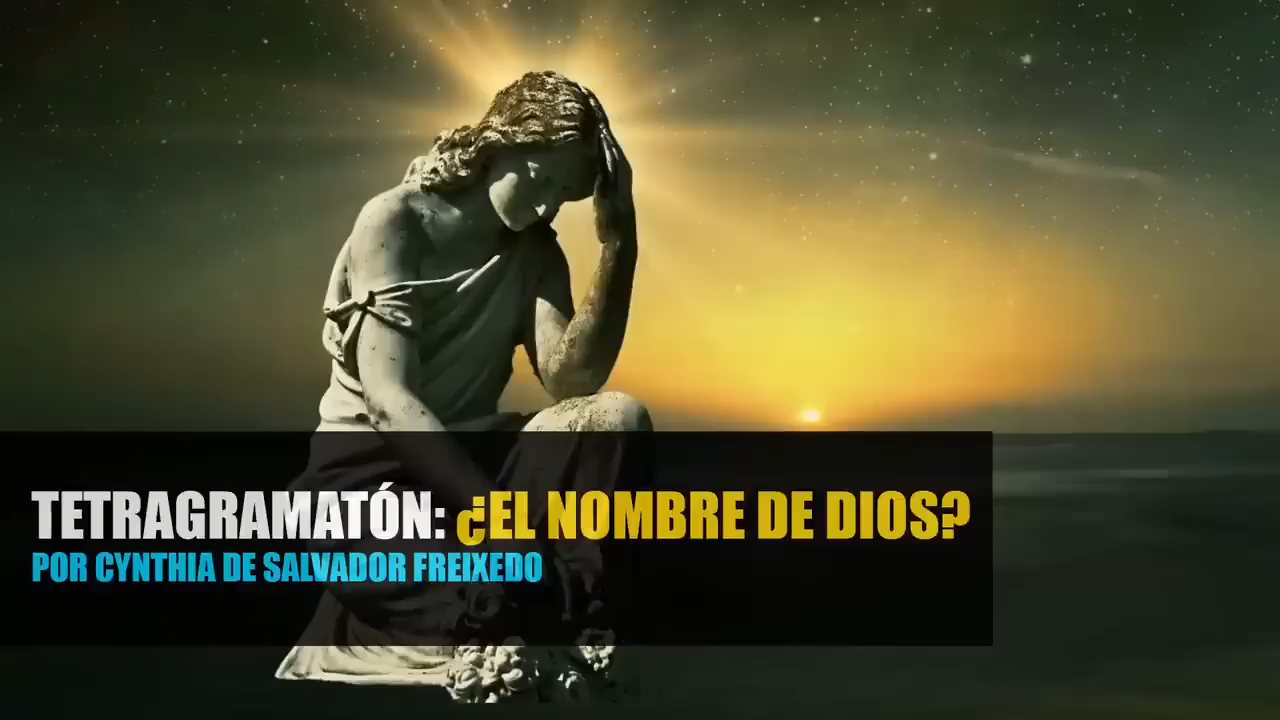 TETRAGRAMATÓN: ¿EL NOMBRE DE DIOS?
POR CYNTHIA DE SALVADOR FREIXEDO